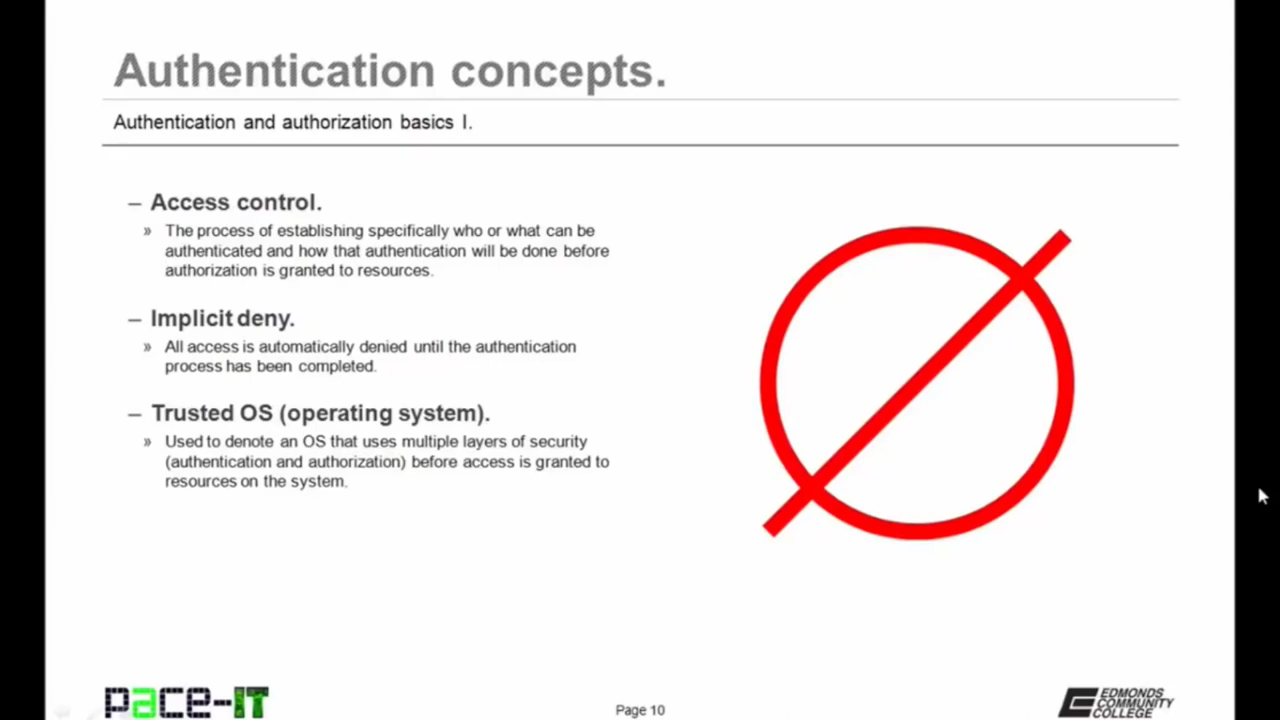 Authentication concepts.
Authentication and authorization basics I.
– Access control.
» The process of establishing specifically who or what can be
authenticated and how that authentication will be done before
authorization is granted to resources.
– Implicit deny.
» All access is automatically denied until the authentication
process has been completed.
– Trusted OS (operating system).
» Used to denote an OS that uses multiple layers of security
(authentication and authorization) before access is granted to
resources on the system.
pace-IT
Page 10
EDMONDS
COMMUNITY
COLLEGE